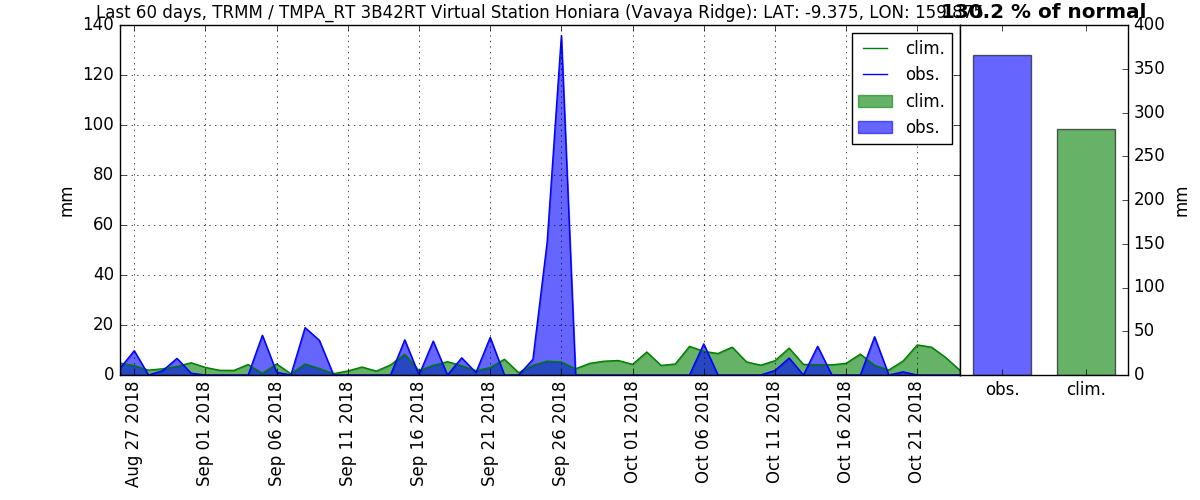 Last 60 days, TRMM / TMPA_RT 3B42RT Virtual Station Honiara (Vavaya Ridge): LAT: -9.375, LON:
130.2 % of normal
140
120
100
80
60
40
20
0
mm
clim.
obs.
clim.
obs.
400
350
300
250
200
150
100
50
0
mm
obs.
clim.
Aug 27 2018
Sep 01 2018
Sep 06 2018
Sep 11 2018
Sep 16 2018
Sep 21 2018
Sep 26 2018
Oct 01 2018
Oct 06 2018
Oct 11 2018
Oct 16 2018
Oct 21 2018